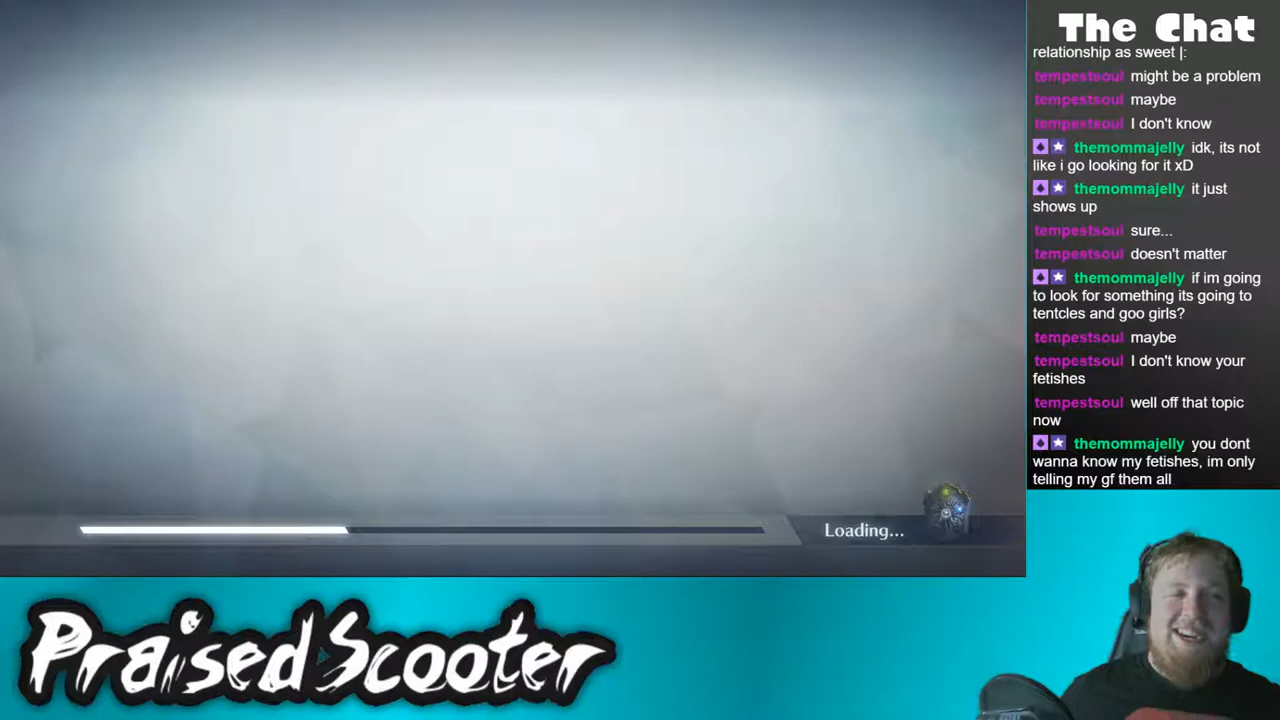 The Chat
relationship as sweet |:
tempestsoul might be a problem
tempestsoul maybe
tempestsoul I don't know
themommajelly idk, its not
like i go looking for it xD
themommajelly it just
shows up
tempestsoul sure...
tempestsoul doesn't matter
themommajelly if im going
to look for something its going to
tentcles and goo girls?
tempestsoul maybe
tempestsoul I don't know your
fetishes
tempestsoul well off that topic
now
themommajelly you dont
wanna know my fetishes, im only
telling my gf them all
Loading...
PraisedScooter